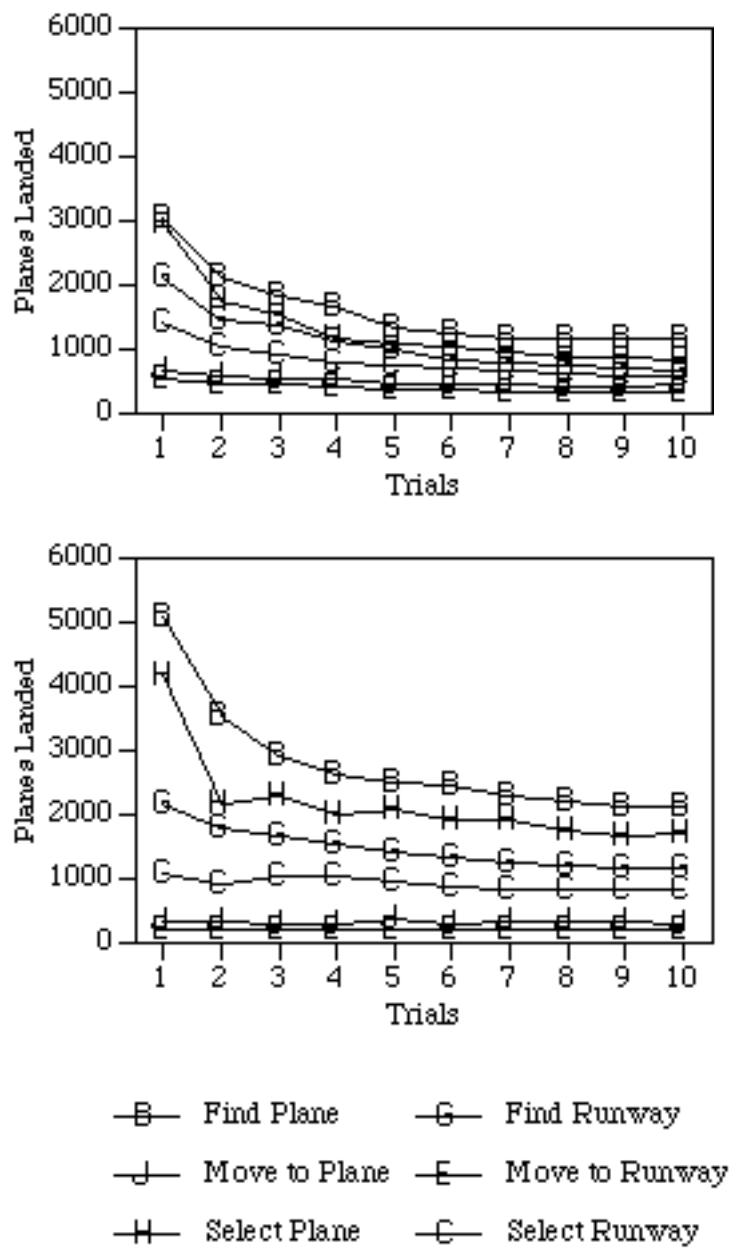 6000
5000
4000
3000
2000
1000
0
Planes Landed
1 2 3 4 5 6 7 8 9 10
Trials
6000
5000
4000
3000
2000
1000
0
Planes Landed
1 2 3 4 5 6 7 8 9 10
Trials
B Find Plane G Find Runway
J Move to Plane E Move to Runway
H Select Plane C Select Runway